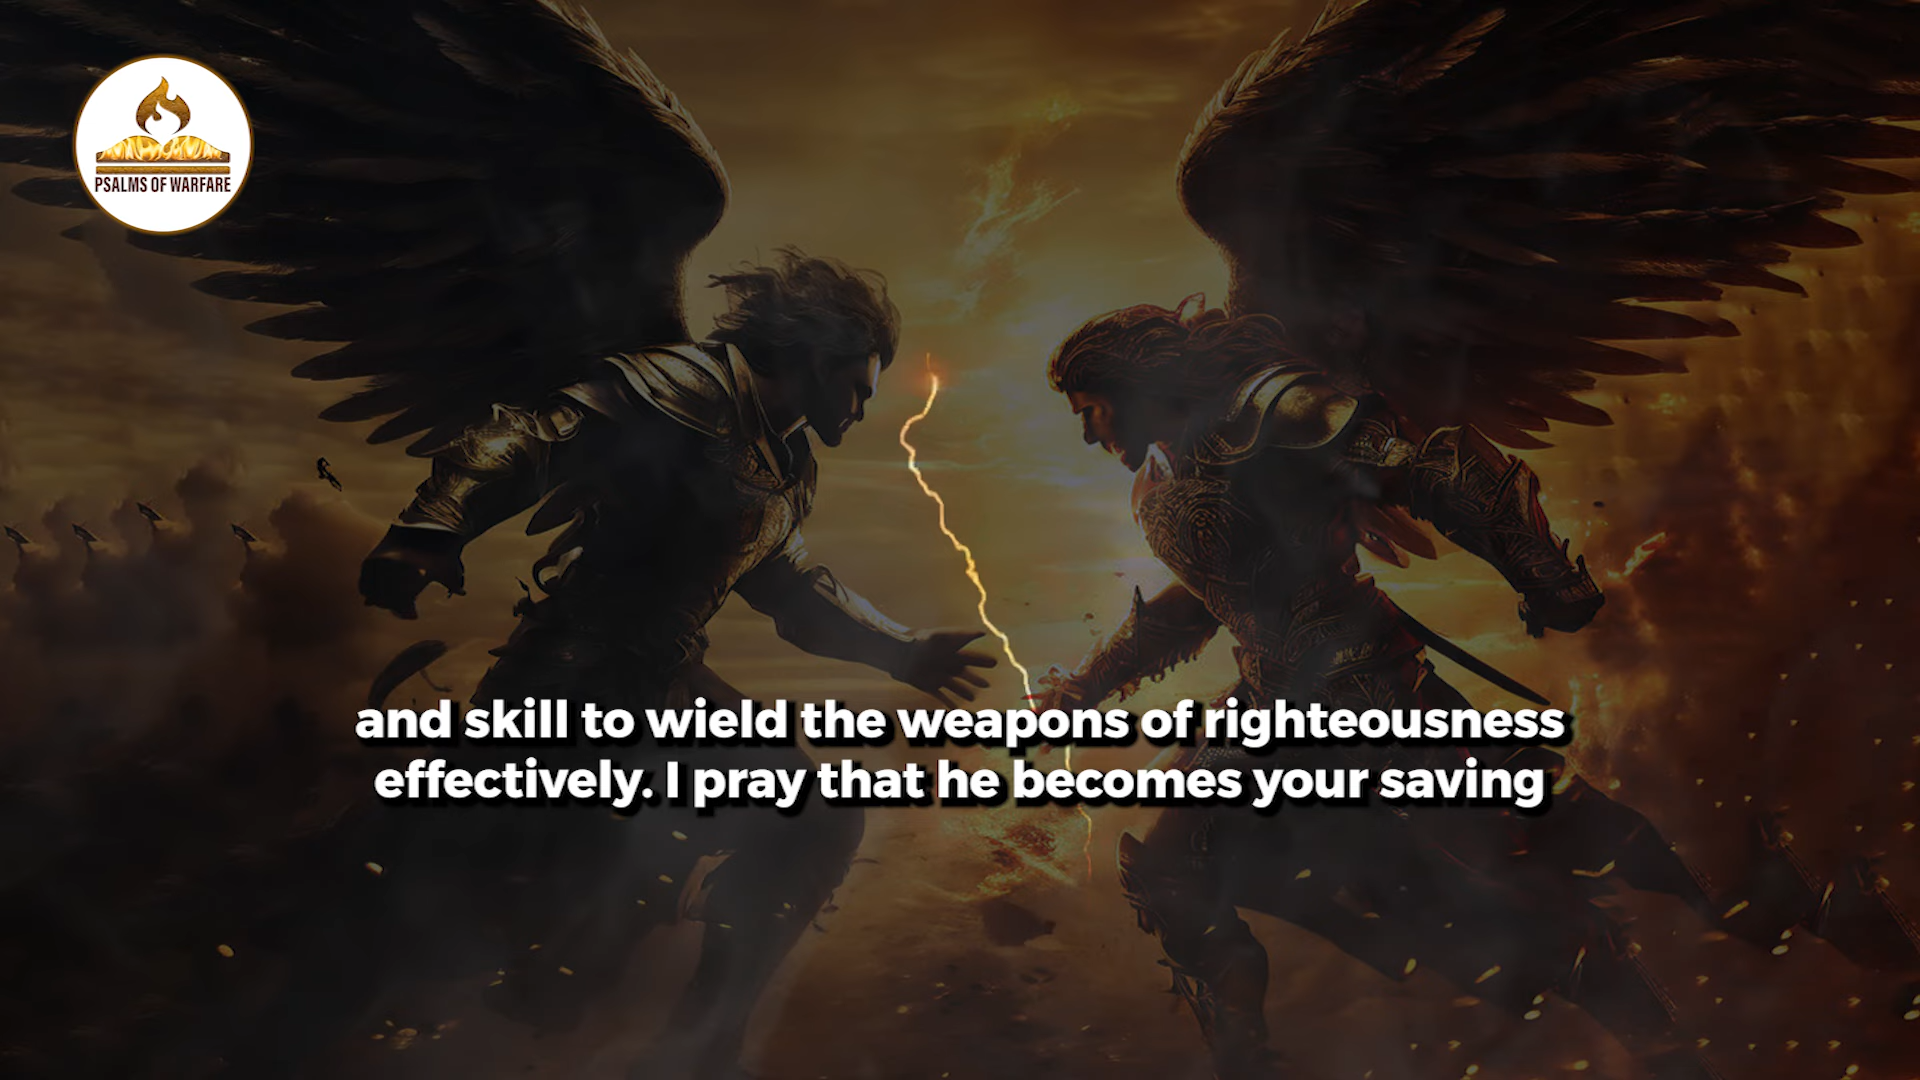 PSALMS OF WARFARE
and skill to wield the weapons of righteousness
effectively. I pray that he becomes your saving